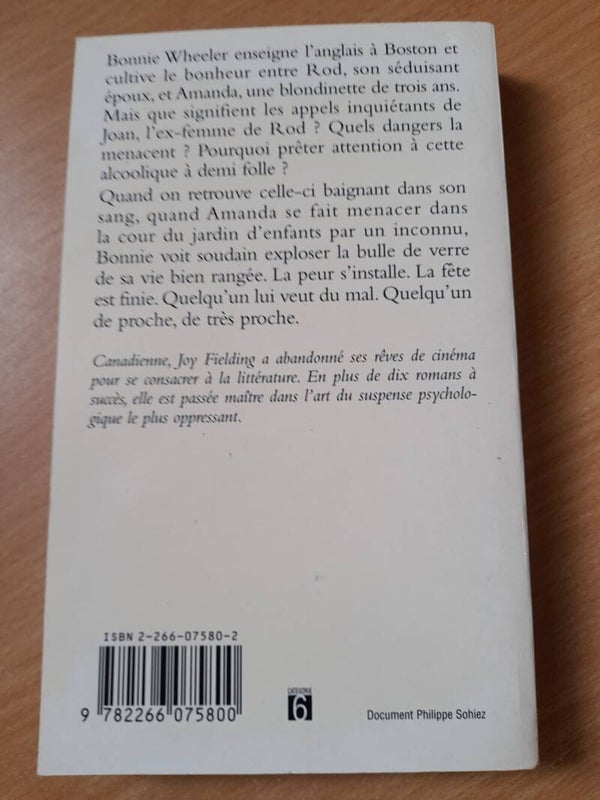 Bonnie Wheeler enseigne l'anglais à Boston et
cultive le bonheur entre Rod, son séduisant
époux, et Amanda, une blondinette de trois ans.
Mais que signifient les appels inquiétants de
Joan, l'ex-femme de Rod ? Quels dangers la
menacent ? Pourquoi prêter attention à cette
alcoolique à demi folle ?
Quand on retrouve celle-ci baignant dans son
sang, quand Amanda se fait menacer dans
la cour du jardin d'enfants par un inconnu,
Bonnie voit soudain exploser la bulle de verre
de sa vie bien rangée. La peur s'installe. La fête
est finie. Quelqu'un lui veut du mal. Quelqu'un
de proche, de très proche.
Canadienne, Joy Fielding a abandonné ses rêves de cinéma
pour se consacrer à la littérature. En plus de dix romans à
succès, elle est passée maître dans l'art du suspense psycholo-
gique le plus oppressant.
ISBN 2-266-07580-2
9 782266 075800
CATEGORIE
6
Document Philippe Sohiez